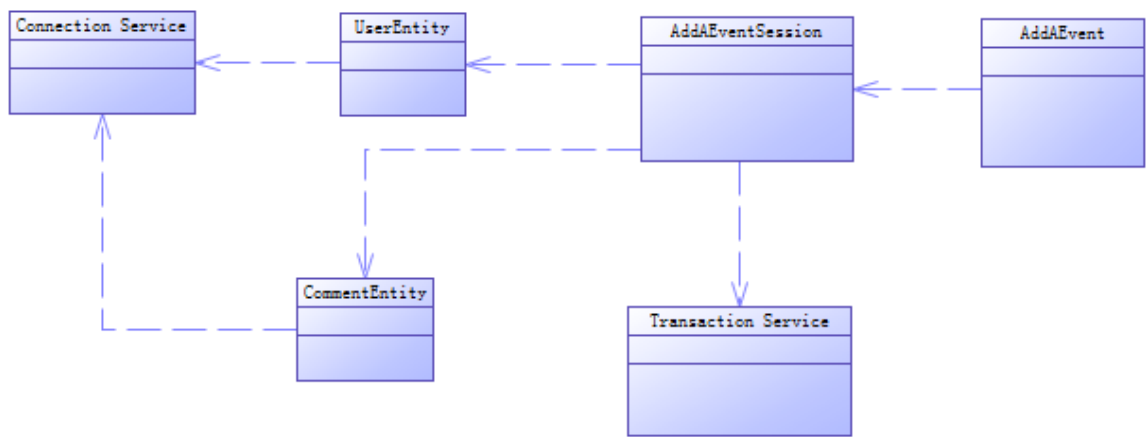 Connection Service
UserEntity
AddAEventSession
AddAEvent
CommentEntity
Transaction Service